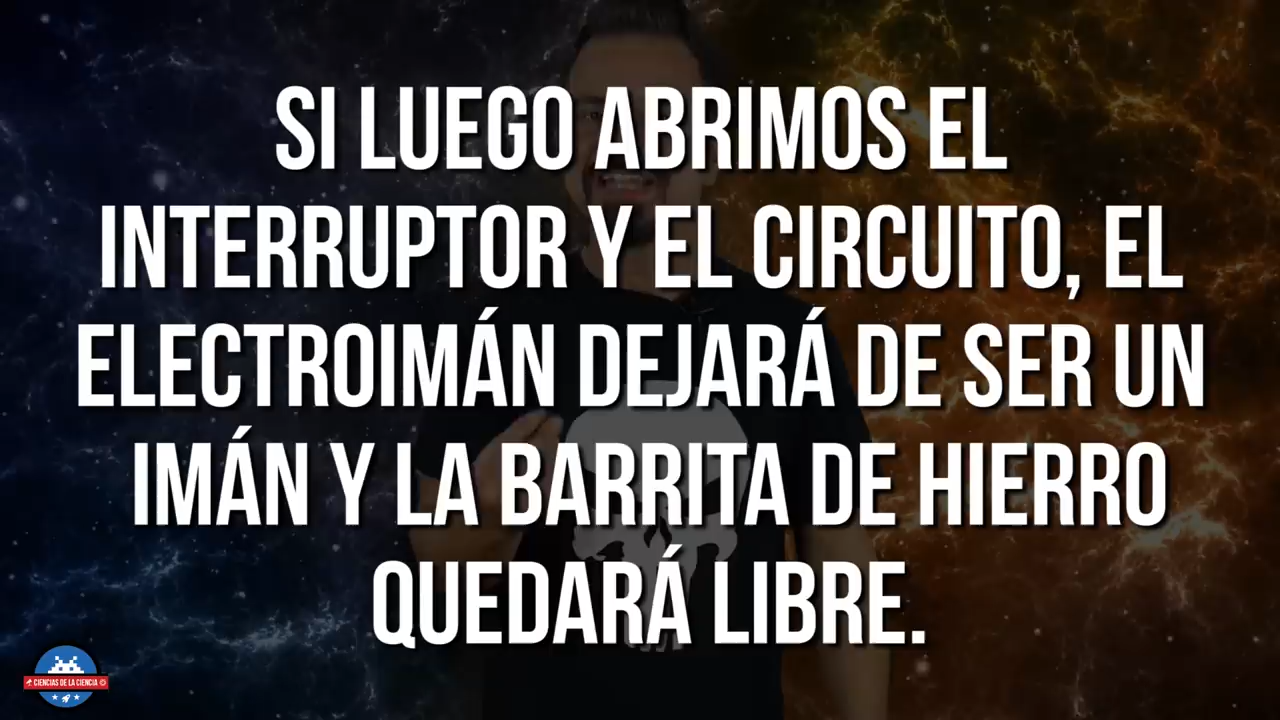 SI LUEGO ABRIMOS EL
INTERRUPTOR Y EL CIRCUITO, EL
ELECTROIMÁN DEJARÁ DE SER UN
IMÁN Y LA BARRITA DE HIERRO
QUEDARÁ LIBRE.
CIENCIAS DE LA CIENCIA